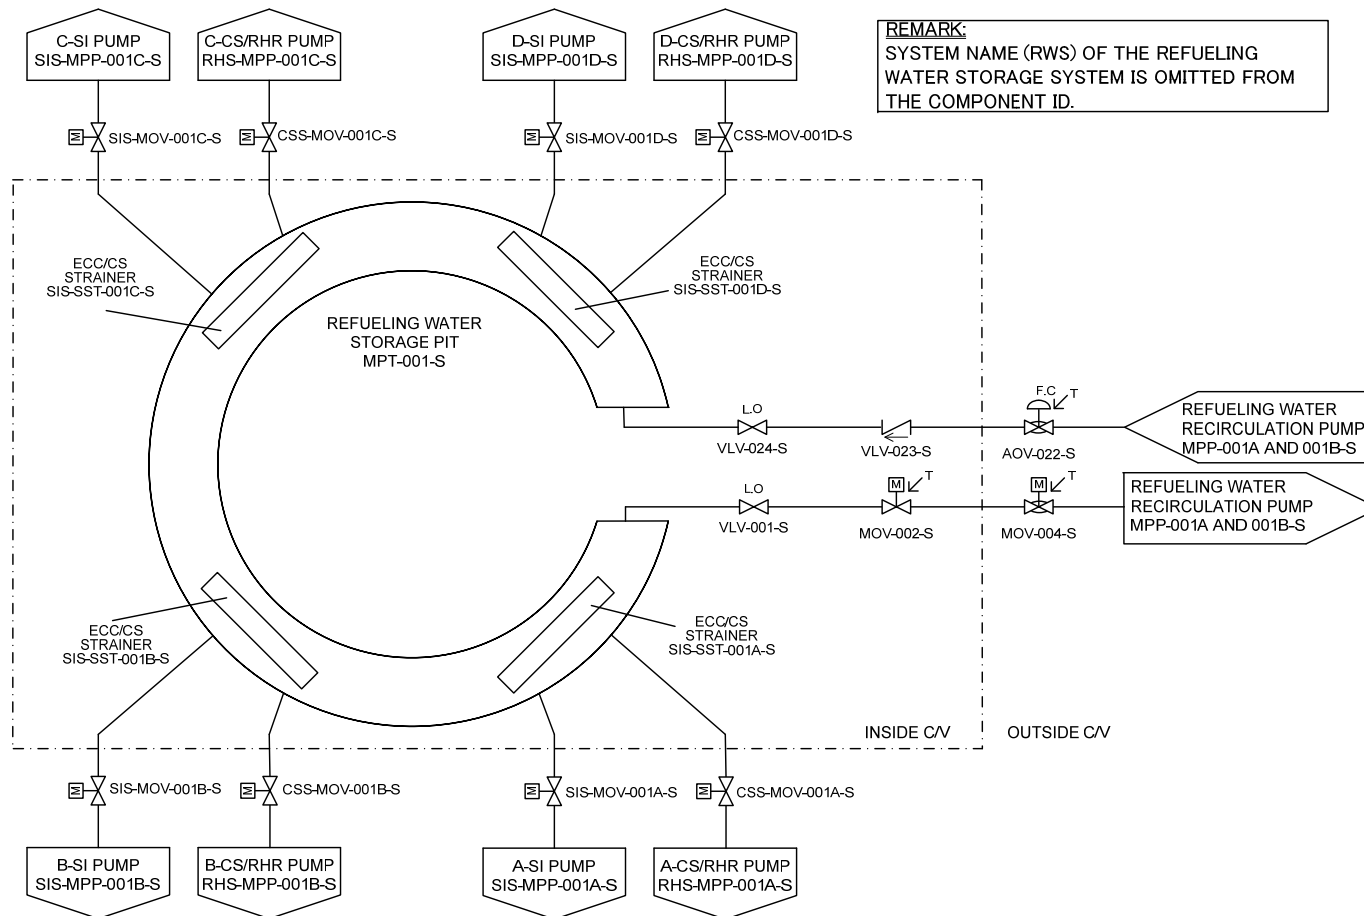 C-SI PUMP
SIS-MPP-001C-S
C-CS/RHR PUMP
RHS-MPP-001C-S
D-SI PUMP
SIS-MPP-001D-S
D-CS/RHR PUMP
RHS-MPP-001D-S
REMARK:
SYSTEM NAME (RWS) OF THE REFUELING
WATER STORAGE SYSTEM IS OMITTED FROM
THE COMPONENT ID.
M
SIS-MOV-001C-S
M
CSS-MOV-001C-S
M
SIS-MOV-001D-S
M
CSS-MOV-001D-S
ECC/CS
STRAINER
SIS-SST-001C-S
ECC/CS
STRAINER
SIS-SST-001D-S
REFUELING WATER
STORAGE PIT
MPT-001-S
L.O
VLV-024-S
VLV-023-S
F.C
T
AOV-022-S
REFUELING WATER
RECIRCULATION PUMP
MPP-001A AND 001B-S
L.O
VLV-001-S
M
T
MOV-002-S
M
T
MOV-004-S
REFUELING WATER
RECIRCULATION PUMP
MPP-001A AND 001B-S
ECC/CS
STRAINER
SIS-SST-001B-S
ECC/CS
STRAINER
SIS-SST-001A-S
INSIDE C/V
OUTSIDE C/V
M
SIS-MOV-001B-S
M
CSS-MOV-001B-S
M
SIS-MOV-001A-S
M
CSS-MOV-001A-S
B-SI PUMP
SIS-MPP-001B-S
B-CS/RHR PUMP
RHS-MPP-001B-S
A-SI PUMP
SIS-MPP-001A-S
A-CS/RHR PUMP
RHS-MPP-001A-S